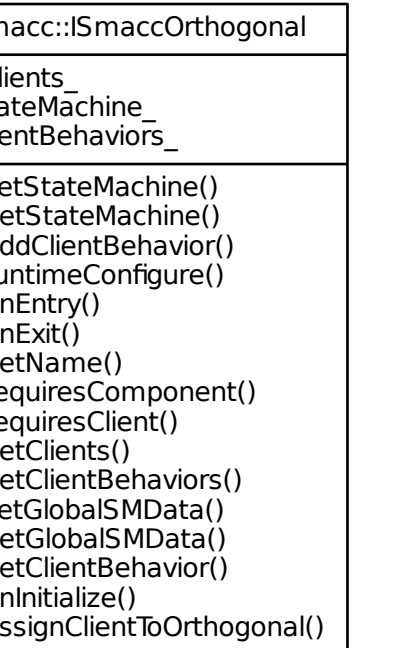 macc::ISmaccOrthogonal
lients_
ateMachine_
entBehaviors_
etStateMachine()
etStateMachine()
ddClientBehavior()
untimeConfigure()
nEntry()
nExit()
etName()
equiresComponent()
equiresClient()
etClients()
etClientBehaviors()
etGlobalSMData()
etGlobalSMData()
etClientBehavior()
nInitialize()
ssignClientToOrthogonal()